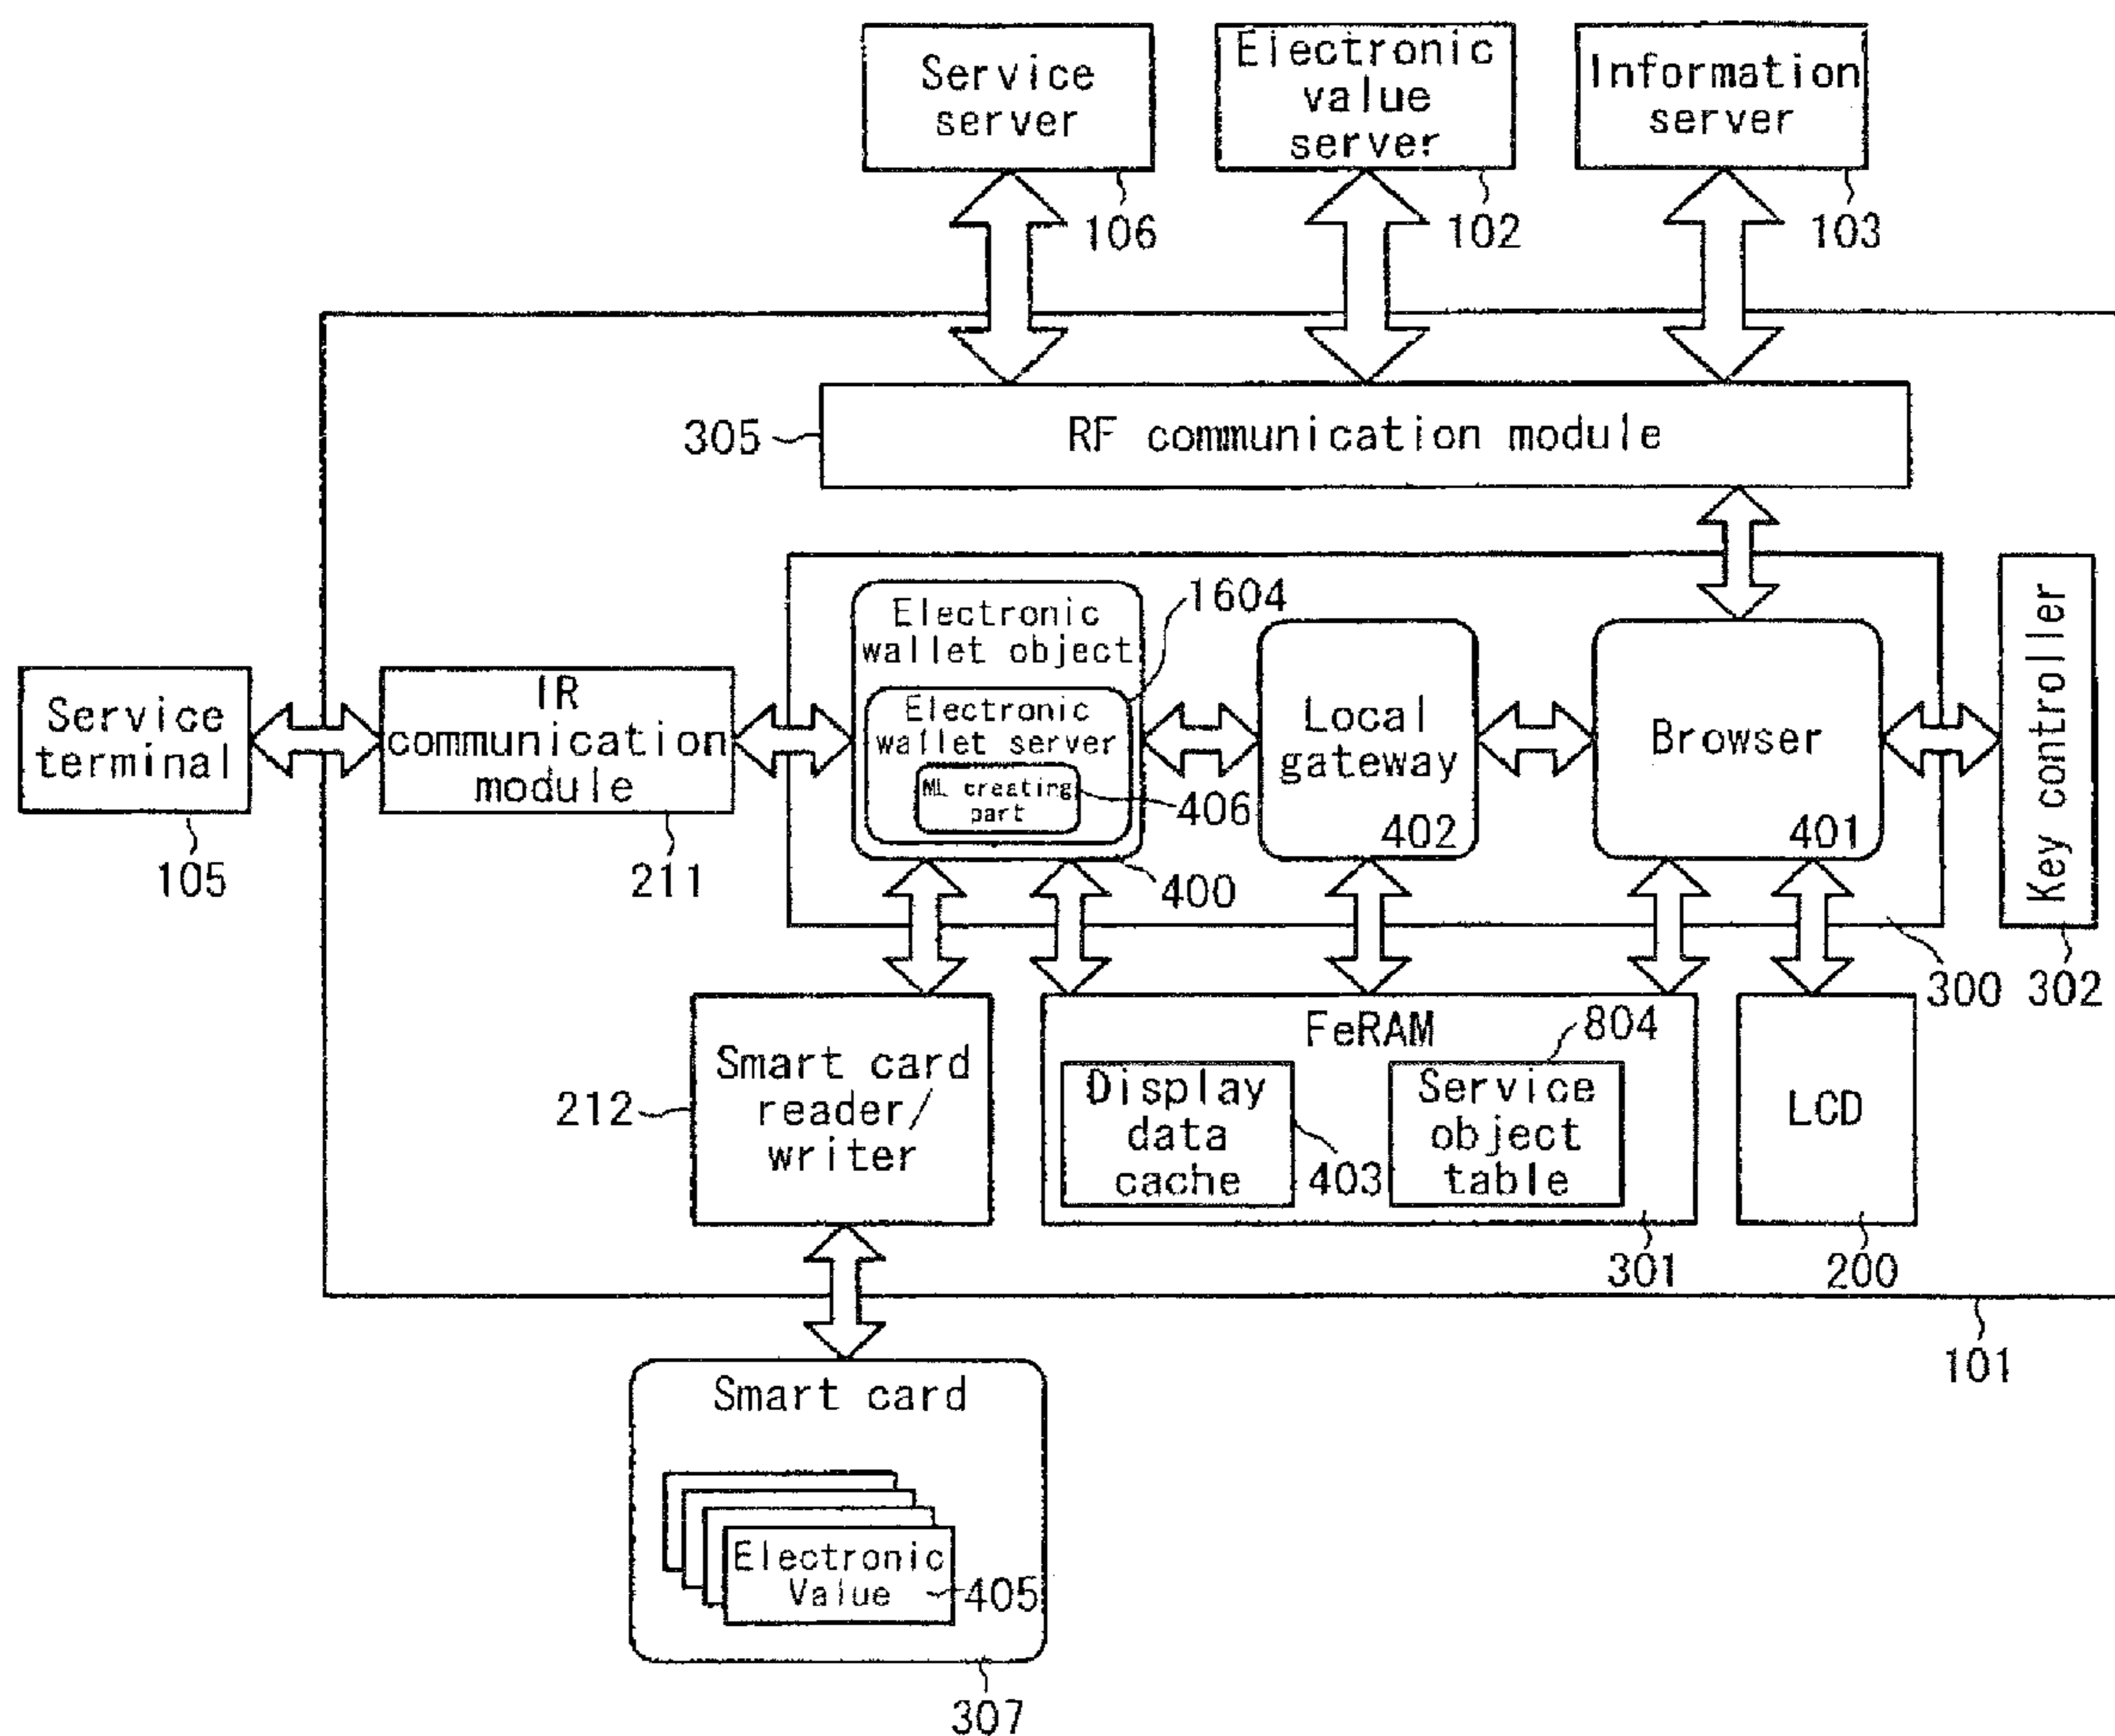 Service
server
106
Electronic
value
server
102
Information
server
103
305
RF communication module
Electronic
wallet object
1604
Electronic
wallet server
ML creating
part
406
400
Local
gateway
402
Browser
401
Key controller
302
300
Service
terminal
105
IR
communication
module
211
Smart card
reader/
writer
212
FeRAM
804
Display
data
cache
403
Service
object
table
301
LCD
200
101
Smart card
Electronic
Value
405
307